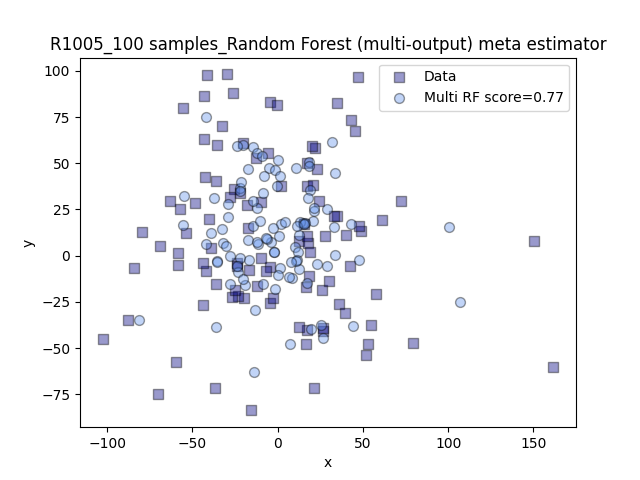 R1005_100 samples_Random Forest (multi-output) meta estimator
Data
Multi RF score=0.77
100
75
50
25
0
−25
−50
−75
y
−100
−50
0
50
100
150
x